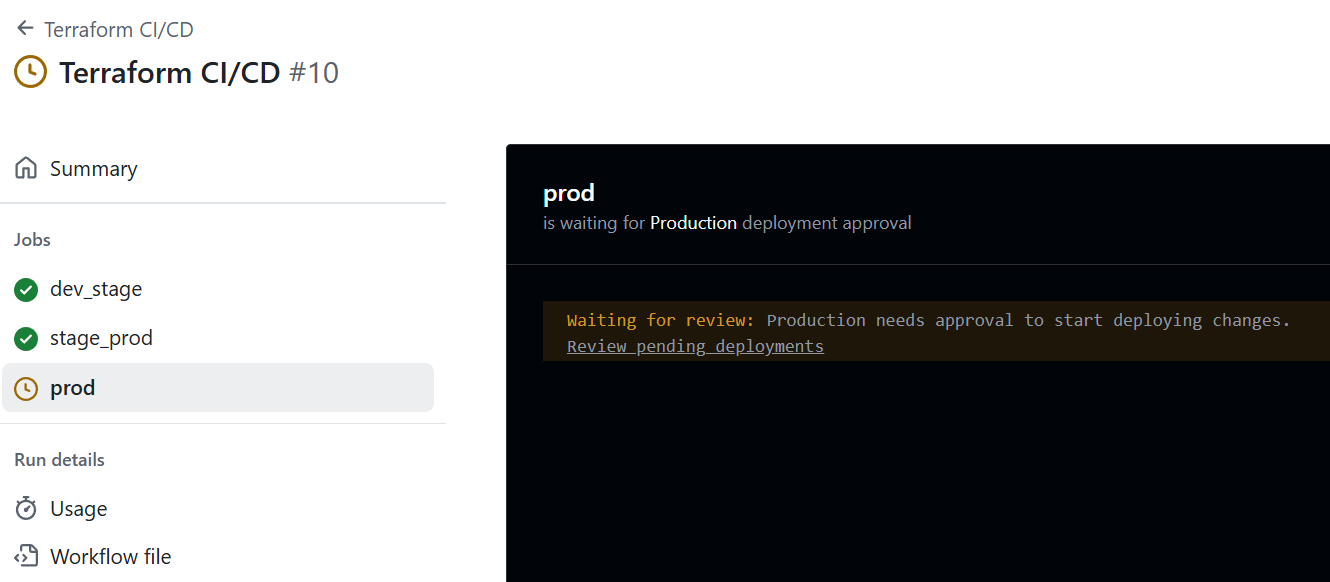 Terraform CI/CD
Terraform CI/CD #10
Summary
Jobs
dev_stage
stage_prod
prod
Run details
Usage
Workflow file
prod
is waiting for Production deployment approval
Waiting for review: Production needs approval to start deploying changes.
Review pending deployments